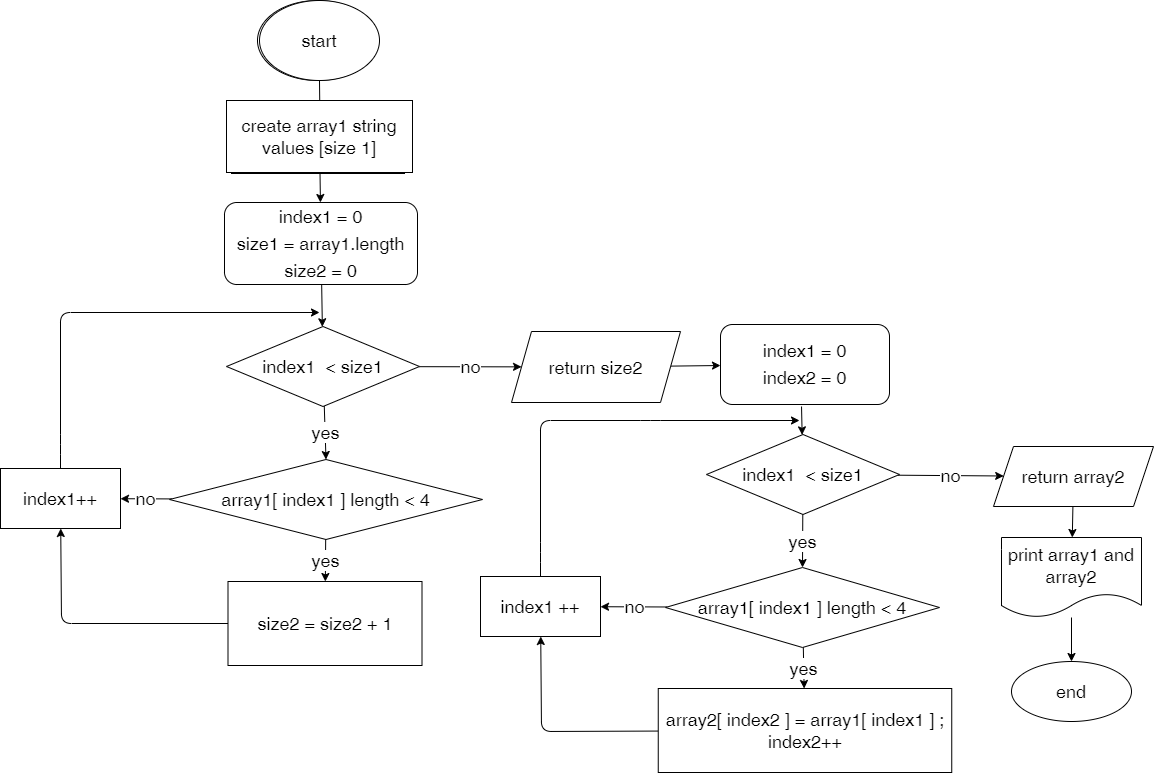 start
create array1 string
values [size 1]
index1 = 0
size1 = array1.length
size2 = 0
index1 < size1
no
return size2
index1 = 0
index2 = 0
yes
array1[ index1 ] length < 4
no
index1++
yes
size2 = size2 + 1
index1 < size1
no
return array2
yes
print array1 and
array2
array1[ index1 ] length < 4
no
index1 ++
yes
array2[ index2 ] = array1[ index1 ] ;
index2++
end